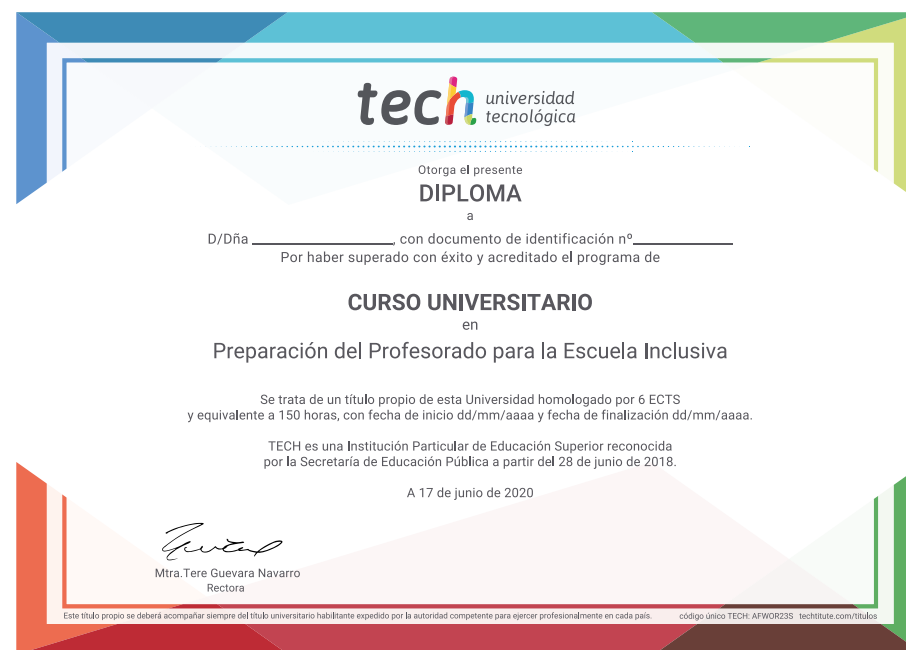 tech universidad
tecnológica
Otorga el presente
DIPLOMA
a
D/Dña ________________, con documento de identificación nº____________
Por haber superado con éxito y acreditado el programa de
CURSO UNIVERSITARIO
en
Preparación del Profesorado para la Escuela Inclusiva
Se trata de un título propio de esta Universidad homologado por 6 ECTS
y equivalente a 150 horas, con fecha de inicio dd/mm/aaaa y fecha de finalización dd/mm/aaaa.
TECH es una Institución Particular de Educación Superior reconocida
por la Secretaría de Educación Pública a partir del 28 de junio de 2018.
A 17 de junio de 2020
Mtra.Tere Guevara Navarro
Rectora
Este título propio se deberá acompañar siempre del título universitario habilitante expedido por la autoridad competente para ejercer profesionalmente en cada país. código único TECH: AFWOR23S techtitute.com/titulos